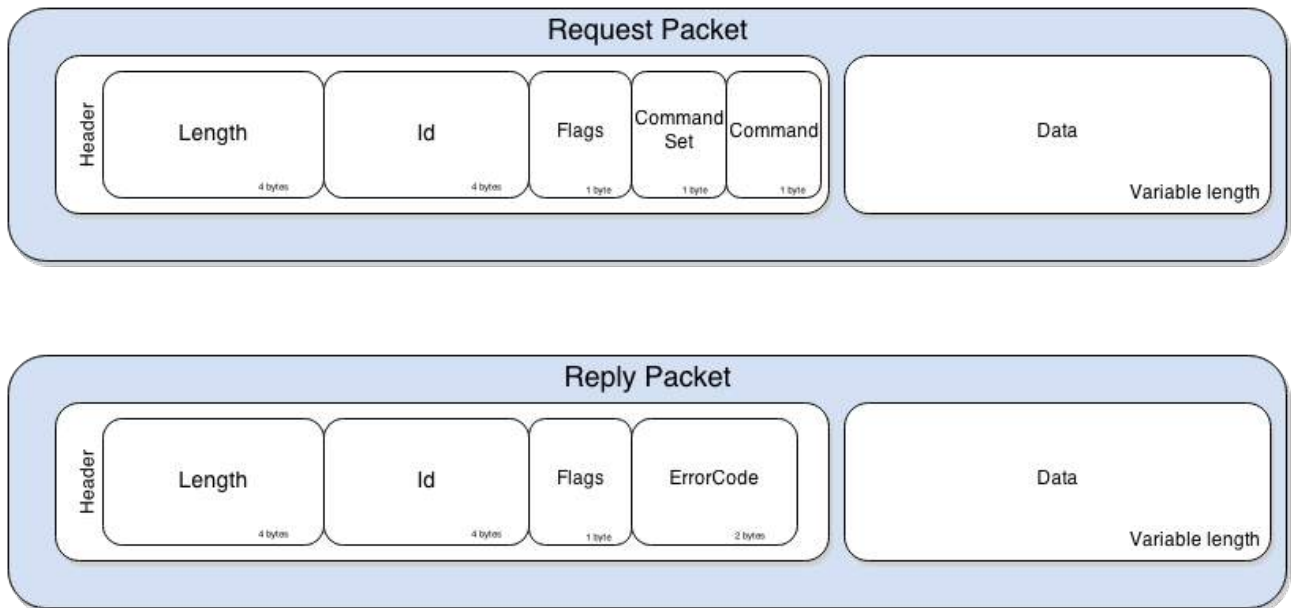 Request Packet
Header
Length
4 bytes
Id
4 bytes
Flags
1 byte
Command
Set
1 byte
Command
1 byte
Data
Variable length
Reply Packet
Header
Length
4 bytes
Id
4 bytes
Flags
1 byte
ErrorCode
2 bytes
Data
Variable length